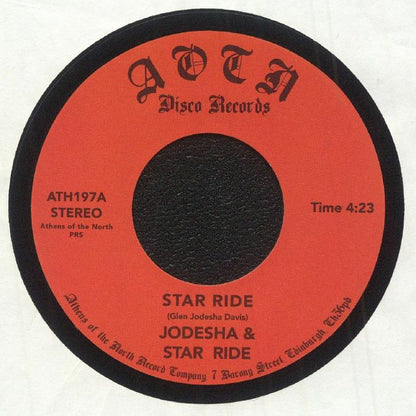 AOTN
Disco Records
ATH197A
STEREO
Athens of the North
PRS
Time 4:23
STAR RIDE
(Glen Jodesha Davis)
JODESHA &
STAR RIDE
Athens of the North Record Company 7 Barony Street Edinburgh Eh36pd